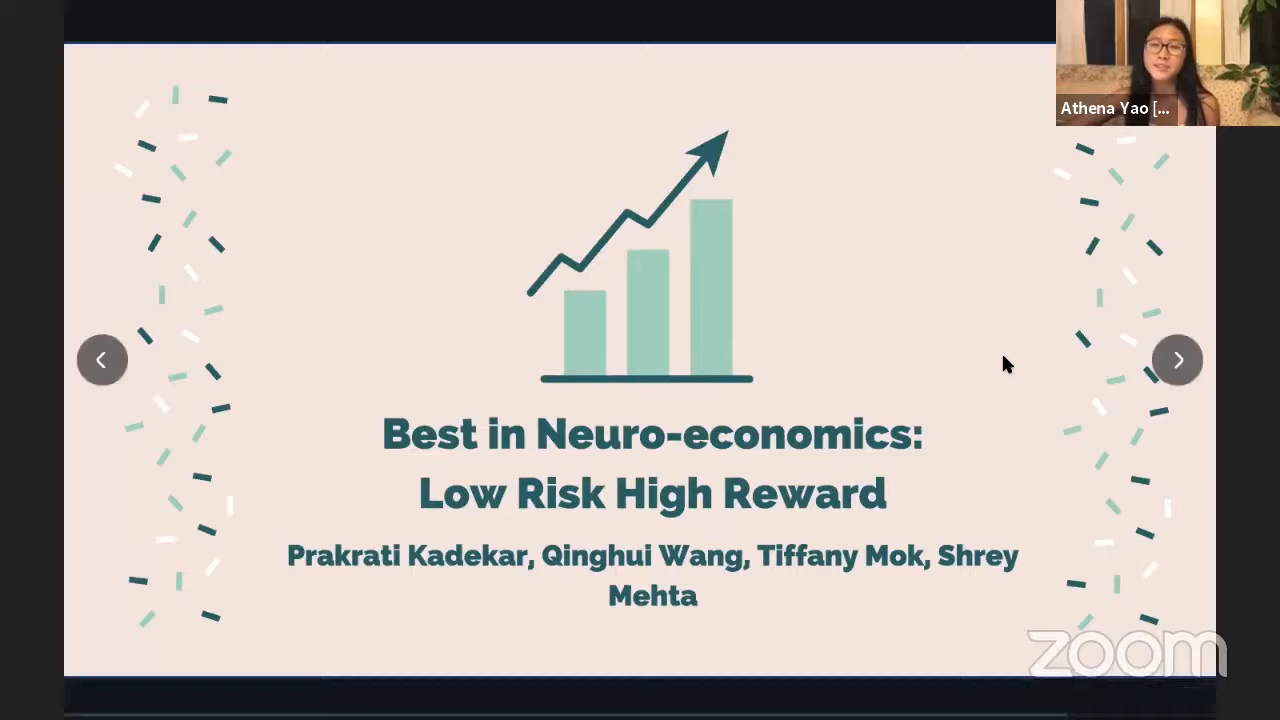 Athena Yao [...
Best in Neuro-economics:
Low Risk High Reward
Prakrati Kadekar, Qinghui Wang, Tiffany Mok, Shrey
Mehta
zoom